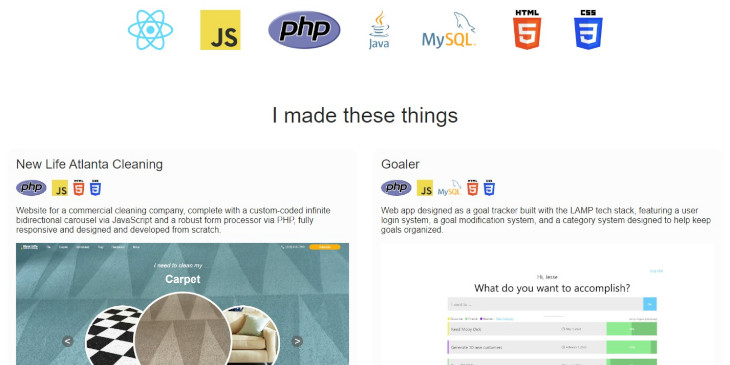 JS php Java MySQL HTML CSS
I made these things
New Life Atlanta Cleaning
php JS HTML CSS
Website for a commercial cleaning company, complete with a custom-coded infinite
bidirectional carousel via JavaScript and a robust form processor via PHP, fully
responsive and designed and developed from scratch.
I need to clean my
Carpet
< >
Goaler
php JS MySQL HTML CSS
Web app designed as a goal tracker built with the LAMP tech stack, featuring a user
login system, a goal modification system, and a category system designed to help keep
goals organized.
Hi, Jesse
What do you want to accomplish?